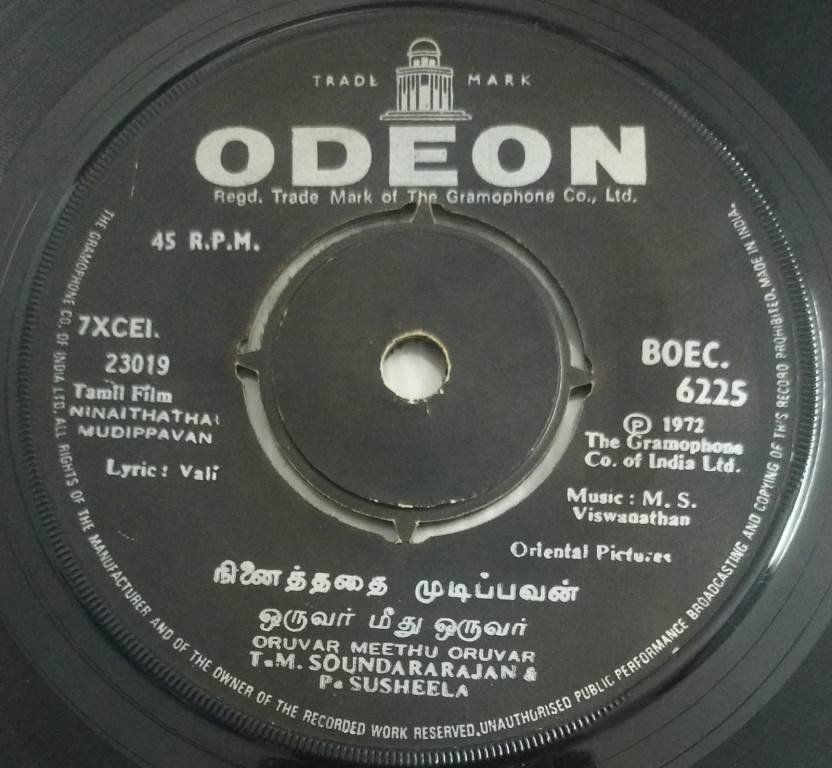 TRADE MARK
ODEON
Regd. Trade Mark of The Gramophone Co., Ltd.
45 R.P.M.
7XCEI.
23019
Tamil Film
NINAITHATHAI
MUDIPPAVAN
Lyric : Vali
BOEC.
6225
Ⓟ 1972
The Gramophone
Co. of India Ltd.
Music : M. S.
Viswanathan
Oriental Pictures
நினைத்ததை முடிப்பவன்
ஒருவர் மீது ஒருவர்
ORUVAR MEETHU ORUVAR
T.M. SOUNDARARAJAN &
P. SUSHEELA
THE GRAMOPHONE CO. OF INDIA LTD. ALL RIGHTS OF THE MANUFACTURER AND OF THE OWNER OF THE RECORDED WORK RESERVED. UNAUTHORISED PUBLIC PERFORMANCE BROADCASTING AND COPYING OF THIS RECORD PROHIBITED. MADE IN INDIA.